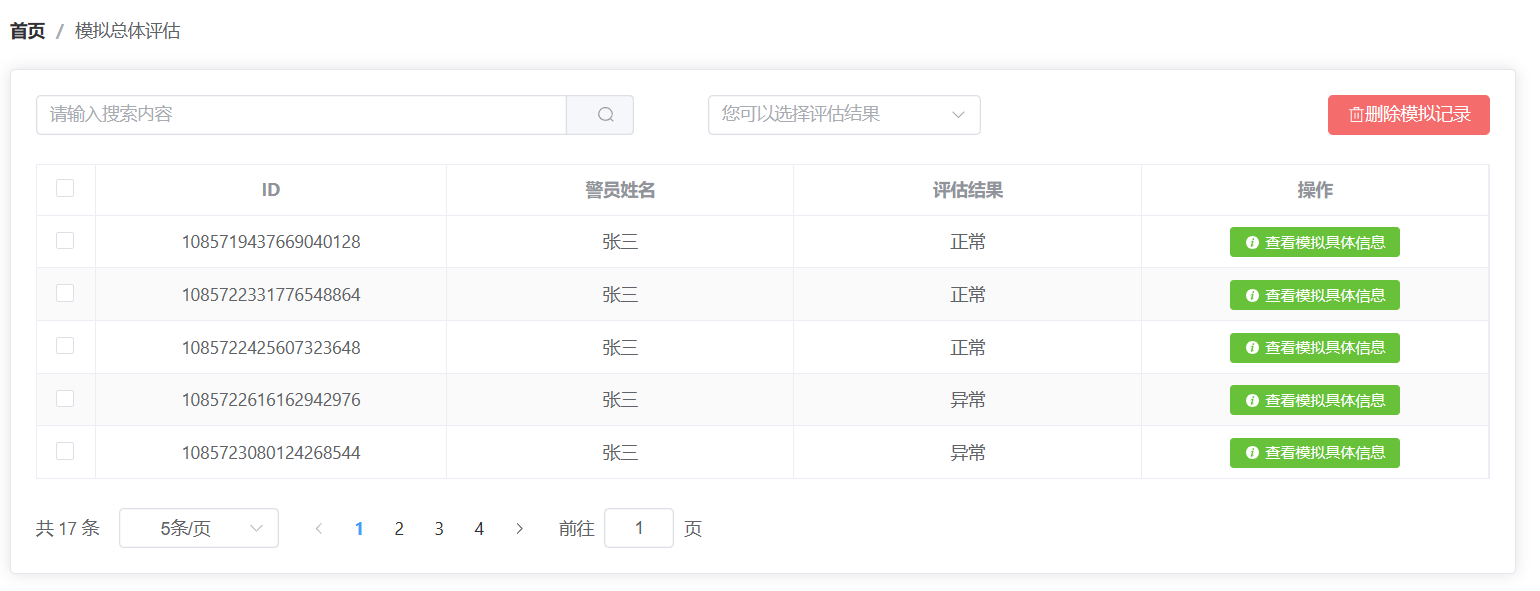 首页 / 模拟总体评估
请输入搜索内容 您可以选择评估结果 删除模拟记录
ID 警员姓名 评估结果 操作
1085719437669040128 张三 正常 查看模拟具体信息
1085722331776548864 张三 正常 查看模拟具体信息
1085722425607323648 张三 正常 查看模拟具体信息
1085722616162942976 张三 异常 查看模拟具体信息
1085723080124268544 张三 异常 查看模拟具体信息
共 17 条 5条/页 1 2 3 4 前往 1 页